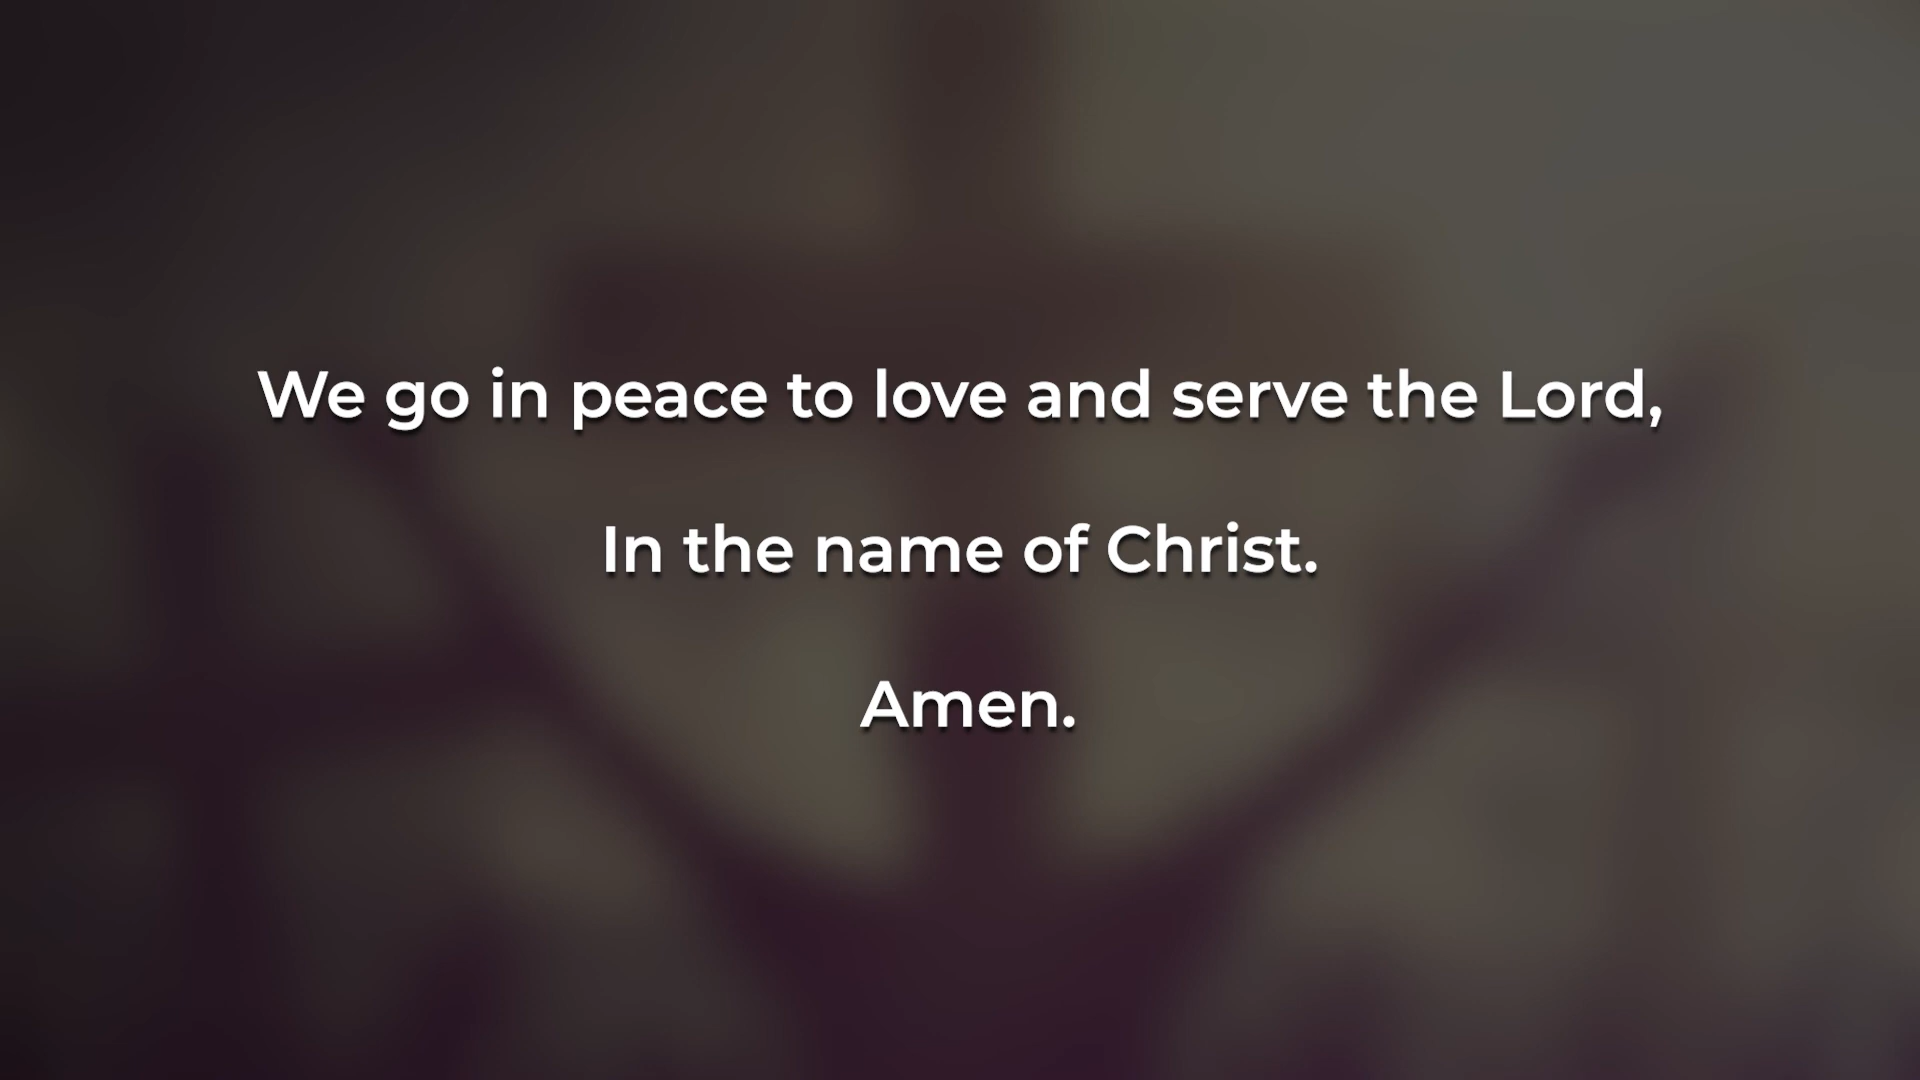 We go in peace to love and serve the Lord,
In the name of Christ.
Amen.